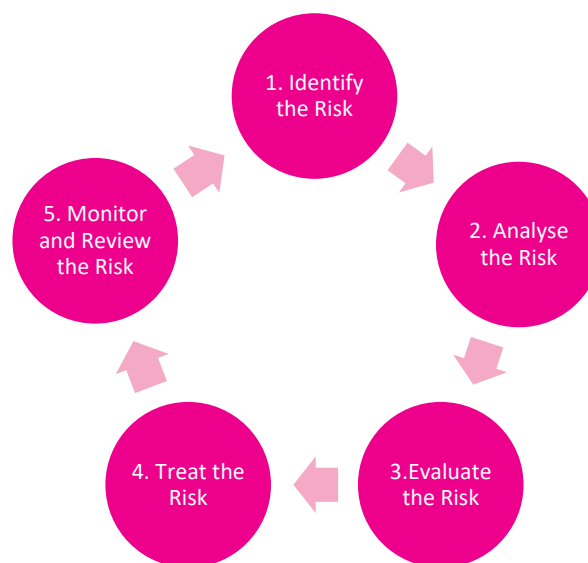 1. Identify
the Risk
2. Analyse
the Risk
3.Evaluate
the Risk
4. Treat the
Risk
5. Monitor
and Review
the Risk